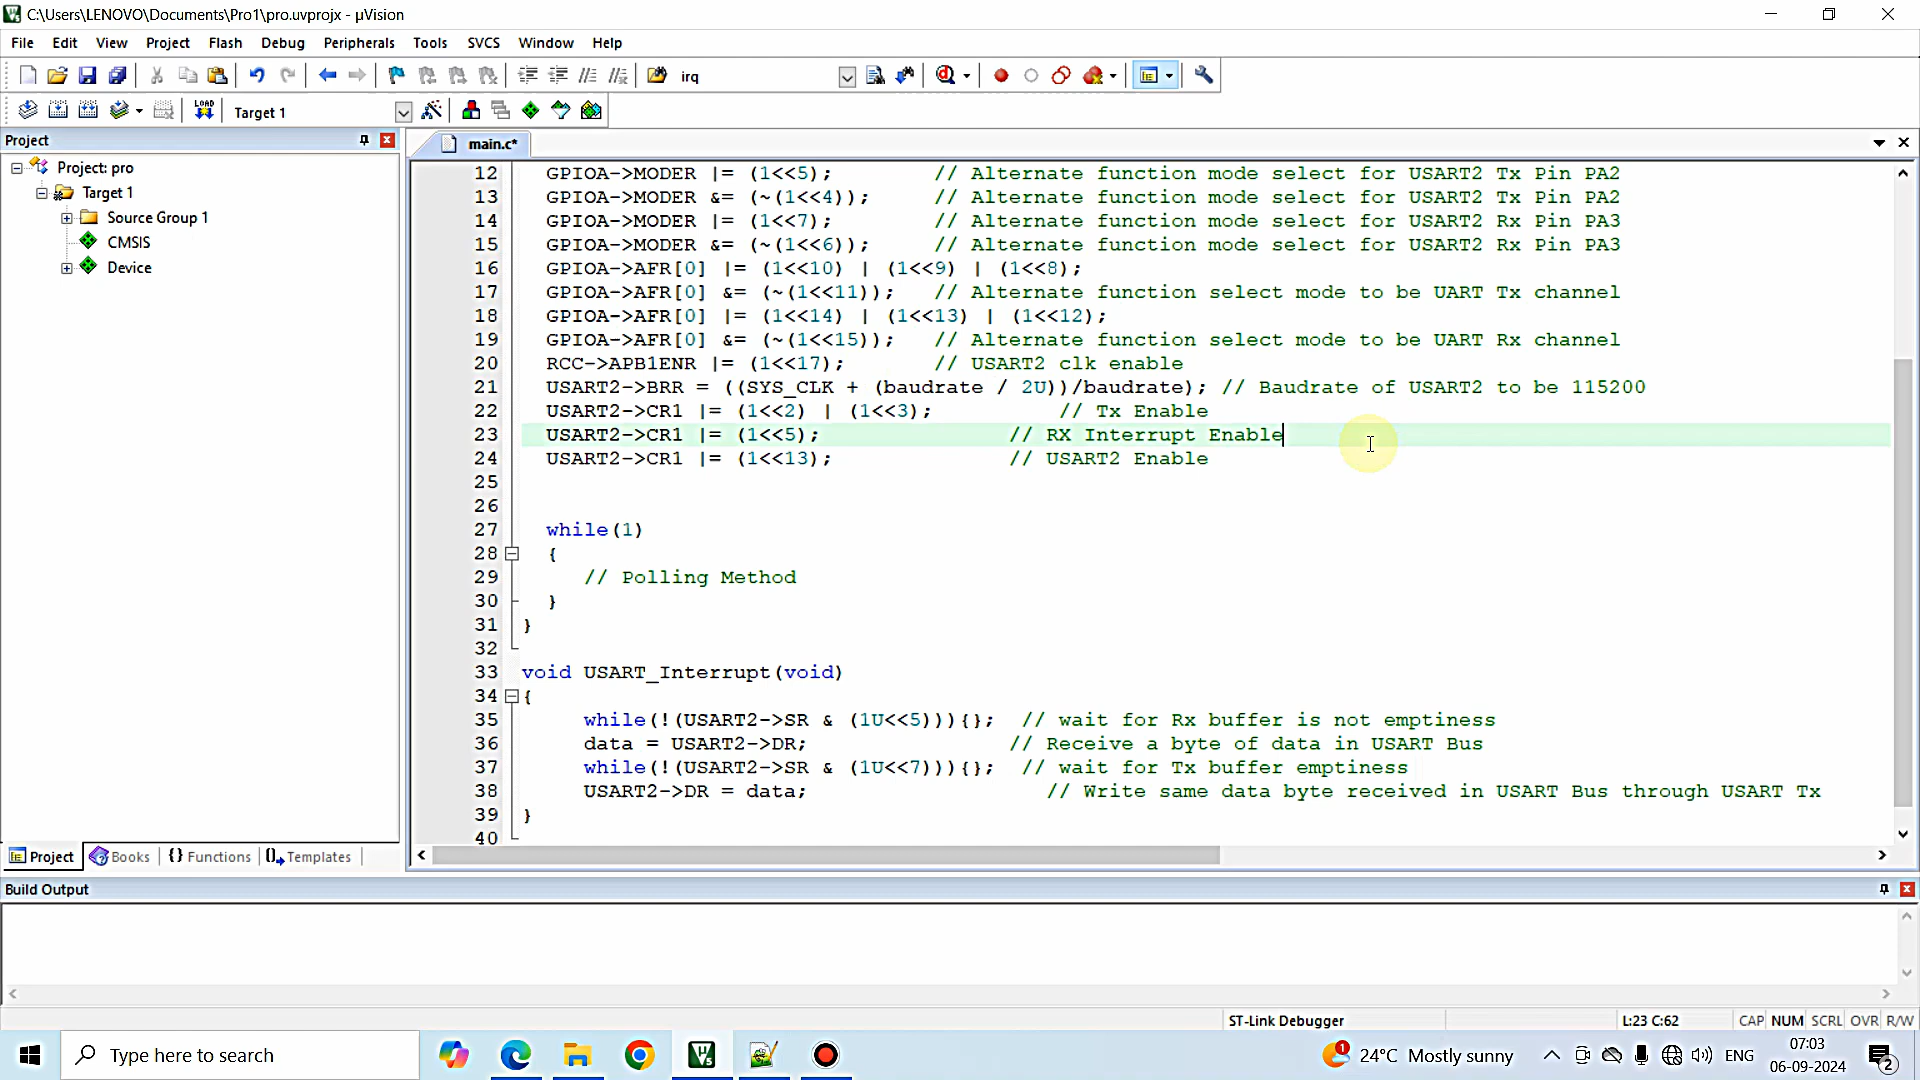 C:\Users\LENOVO\Documents\Pro1\pro.uvprojx - µVision
File Edit View Project Flash Debug Peripherals Tools SVCS Window Help
irq
LOAD Target 1
Project
main.c*
Project: pro
Target 1
Source Group 1
CMSIS
Device
12 GPIOA->MODER |= (1<<5); // Alternate function mode select for USART2 Tx Pin PA2
13 GPIOA->MODER &= (~(1<<4)); // Alternate function mode select for USART2 Tx Pin PA2
14 GPIOA->MODER |= (1<<7); // Alternate function mode select for USART2 Rx Pin PA3
15 GPIOA->MODER &= (~(1<<6)); // Alternate function mode select for USART2 Rx Pin PA3
16 GPIOA->AFR[0] |= (1<<10) | (1<<9) | (1<<8);
17 GPIOA->AFR[0] &= (~(1<<11)); // Alternate function select mode to be UART Tx channel
18 GPIOA->AFR[0] |= (1<<14) | (1<<13) | (1<<12);
19 GPIOA->AFR[0] &= (~(1<<15)); // Alternate function select mode to be UART Rx channel
20 RCC->APB1ENR |= (1<<17); // USART2 clk enable
21 USART2->BRR = ((SYS_CLK + (baudrate / 2U))/baudrate); // Baudrate of USART2 to be 115200
22 USART2->CR1 |= (1<<2) | (1<<3); // Tx Enable
23 USART2->CR1 |= (1<<5); // RX Interrupt Enable
24 USART2->CR1 |= (1<<13); // USART2 Enable
25
26
27 while(1)
28 {
29 // Polling Method
30 }
31 }
32
33 void USART_Interrupt(void)
34 {
35 while(!(USART2->SR & (1U<<5))){}; // wait for Rx buffer is not emptiness
36 data = USART2->DR; // Receive a byte of data in USART Bus
37 while(!(USART2->SR & (1U<<7))){}; // wait for Tx buffer emptiness
38 USART2->DR = data; // Write same data byte received in USART Bus through USART Tx
39 }
40
Project Books {} Functions Templates
Build Output
ST-Link Debugger L:23 C:62 CAP NUM SCRL OVR R/W
Type here to search
1 24°C Mostly sunny ENG 07:03
06-09-2024 2